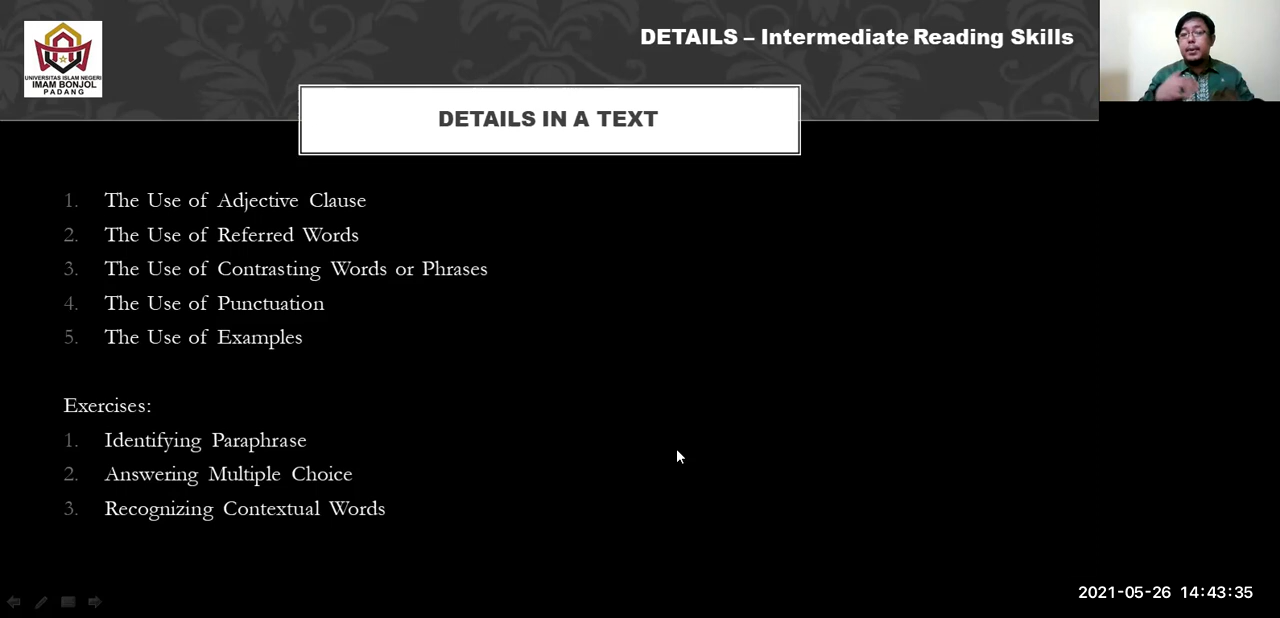 UNIVERSITAS ISLAM NEGERI
IMAM BONJOL
PADANG
DETAILS – Intermediate Reading Skills
DETAILS IN A TEXT
1. The Use of Adjective Clause
2. The Use of Referred Words
3. The Use of Contrasting Words or Phrases
4. The Use of Punctuation
5. The Use of Examples
Exercises:
1. Identifying Paraphrase
2. Answering Multiple Choice
3. Recognizing Contextual Words
2021-05-26 14:43:35